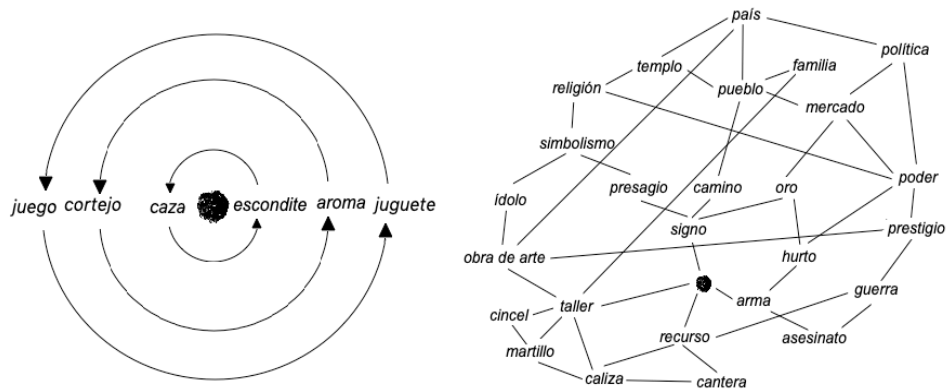 juego cortejo caza escondite aroma juguete
país
política
templo
familia
religión
pueblo
mercado
simbolismo
presagio
camino
oro
poder
ídolo
signo
prestigio
obra de arte
hurto
taller
arma
guerra
cincel
recurso
asesinato
martillo
caliza
cantera